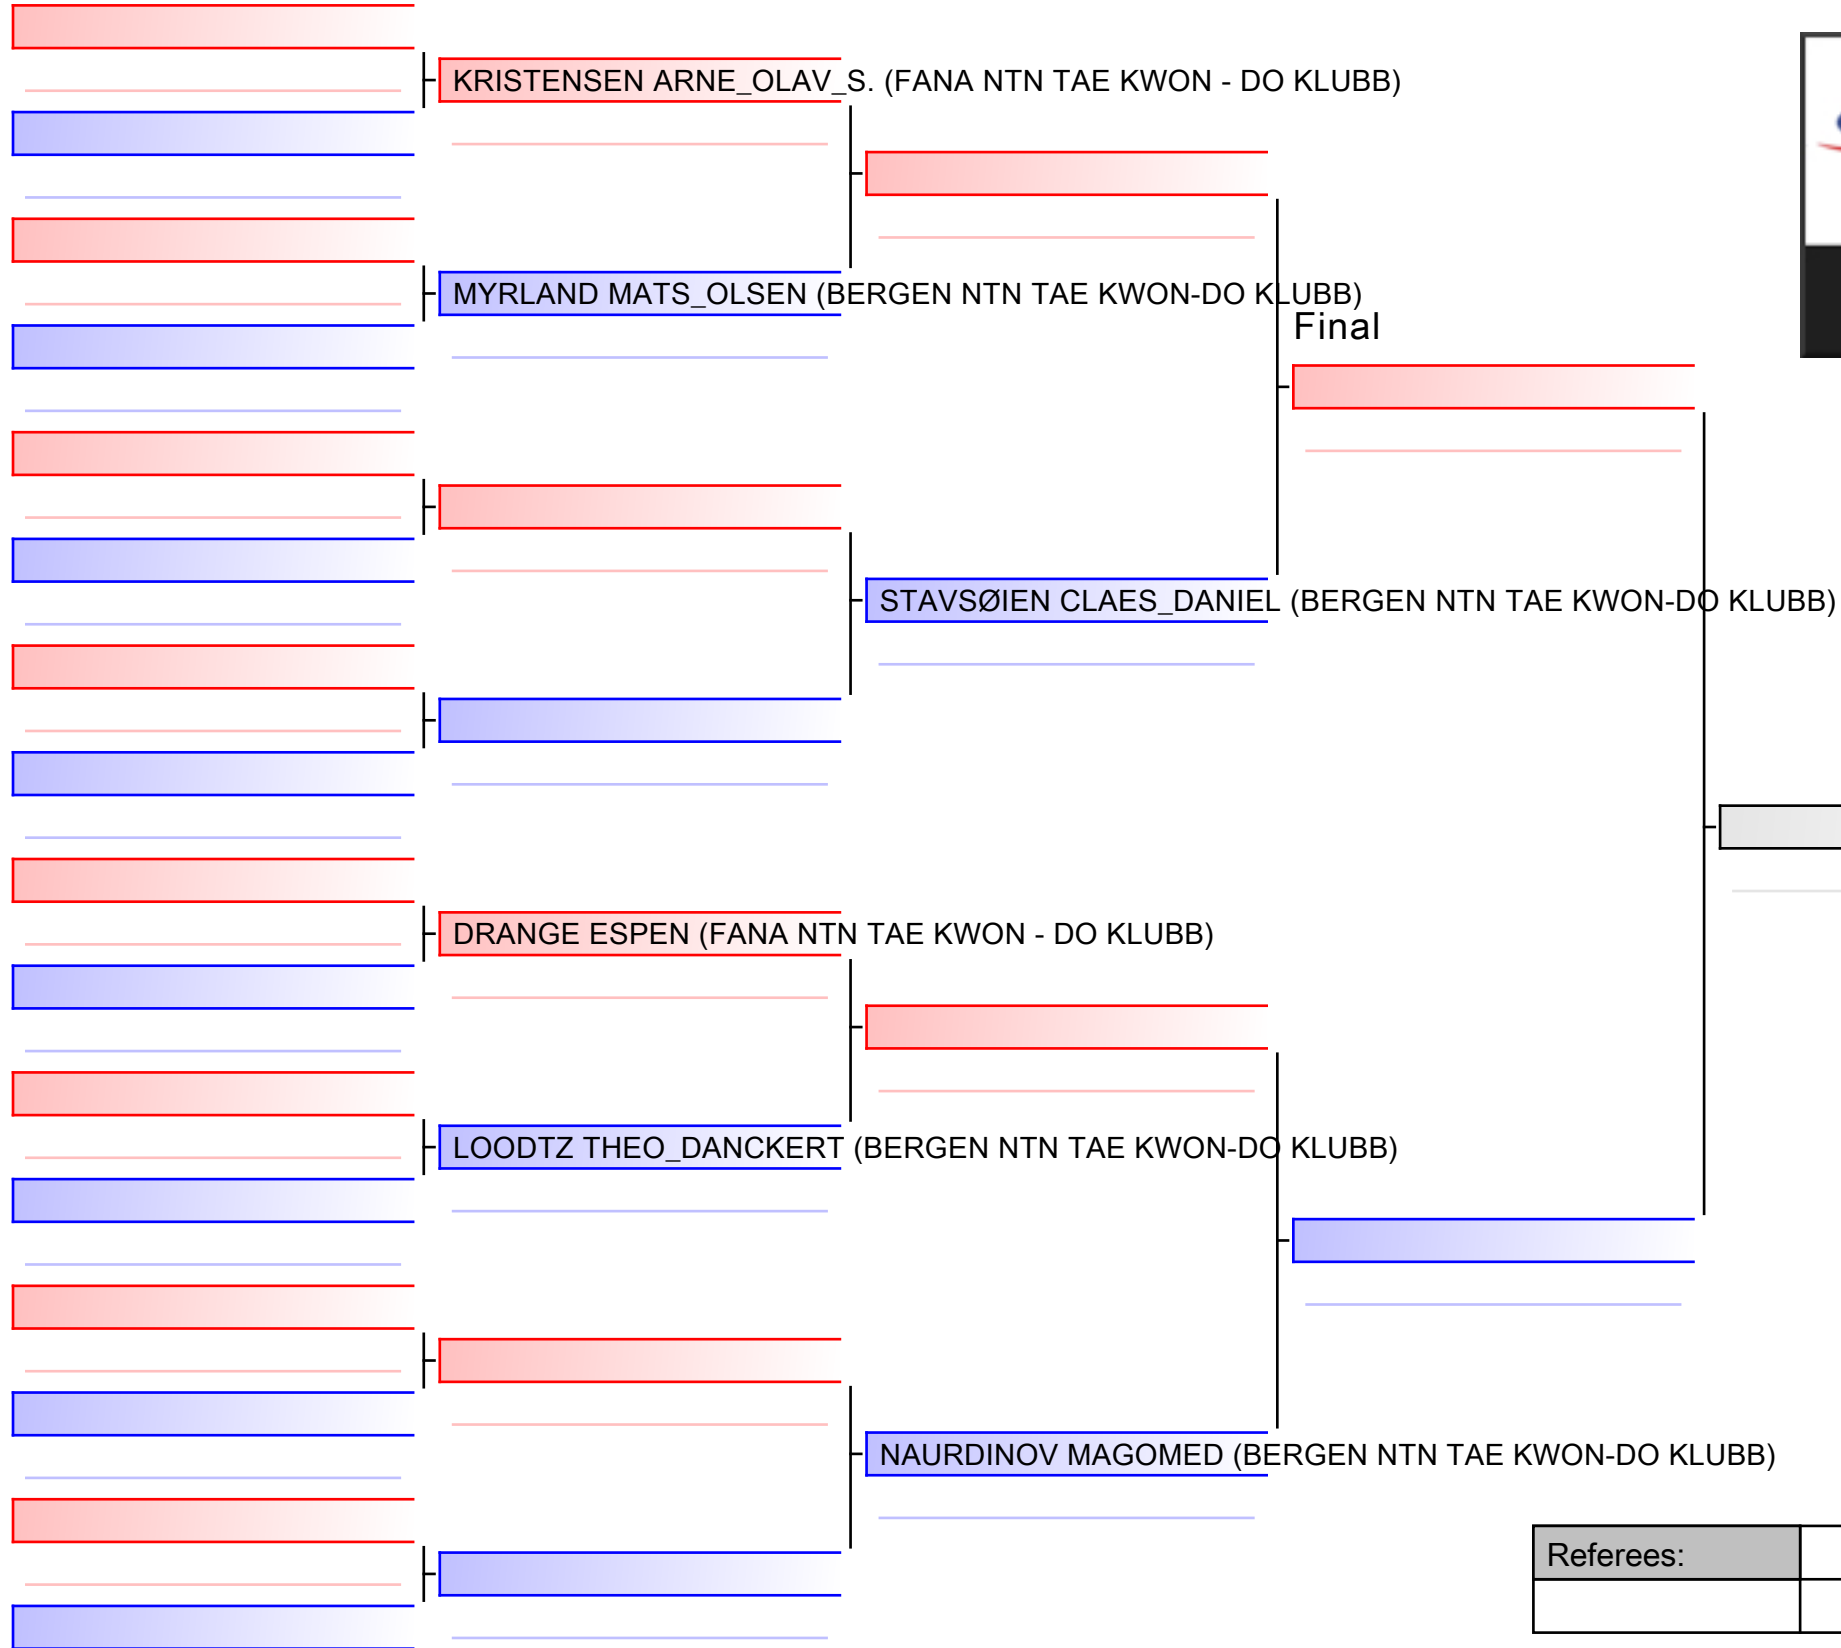 KRISTENSEN ARNE_OLAV_S. (FANA NTN TAE KWON - DO KLUBB)
MYRLAND MATS_OLSEN (BERGEN NTN TAE KWON-DO KLUBB)
Final
STAVSØIEN CLAES_DANIEL (BERGEN NTN TAE KWON-DO KLUBB)
DRANGE ESPEN (FANA NTN TAE KWON - DO KLUBB)
LOODTZ THEO_DANCKERT (BERGEN NTN TAE KWON-DO KLUBB)
NAURDINOV MAGOMED (BERGEN NTN TAE KWON-DO KLUBB)
Referees: